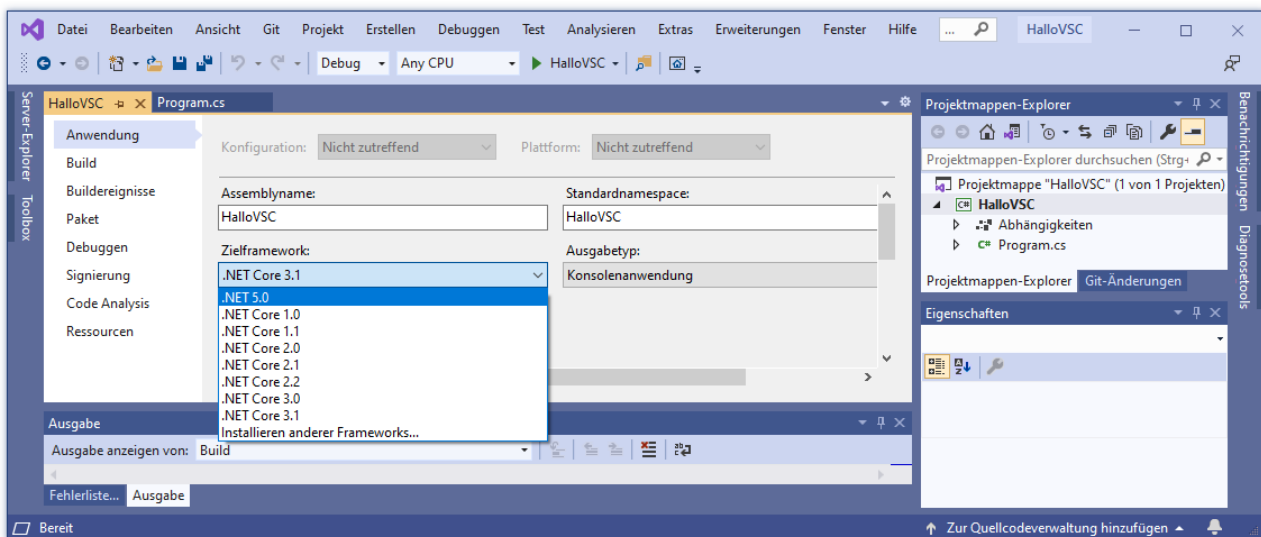 Datei Bearbeiten Ansicht Git Projekt Erstellen Debuggen Test Analysieren Extras Erweiterungen Fenster Hilfe ... HalloVSC
Debug Any CPU HalloVSC
Server-Explorer
Toolbox
HalloVSC Program.cs
Anwendung
Build
Buildereignisse
Paket
Debuggen
Signierung
Code Analysis
Ressourcen
Konfiguration: Nicht zutreffend Plattform: Nicht zutreffend
Assemblyname: Standardnamespace:
HalloVSC HalloVSC
Zielframework: Ausgabetyp:
.NET Core 3.1 Konsolenanwendung
.NET 5.0
.NET Core 1.0
.NET Core 1.1
.NET Core 2.0
.NET Core 2.1
.NET Core 2.2
.NET Core 3.0
.NET Core 3.1
Installieren anderer Frameworks...
Ausgabe
Ausgabe anzeigen von: Build
Fehlerliste... Ausgabe
Projektmappen-Explorer
Projektmappen-Explorer durchsuchen (Strg+
Projektmappe "HalloVSC" (1 von 1 Projekten)
C# HalloVSC
Abhängigkeiten
C# Program.cs
Projektmappen-Explorer Git-Änderungen
Eigenschaften
Benachrichtigungen
Diagnosetools
Bereit Zur Quellcodeverwaltung hinzufügen